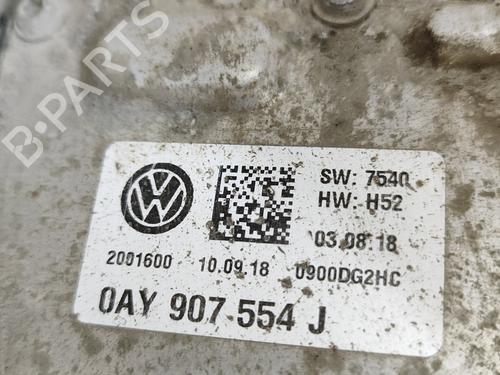 B-PARTS
SW: 7540
HW: H52
03.08.18
2001600 10.09.18 0900DG2HC
0AY 907 554 J